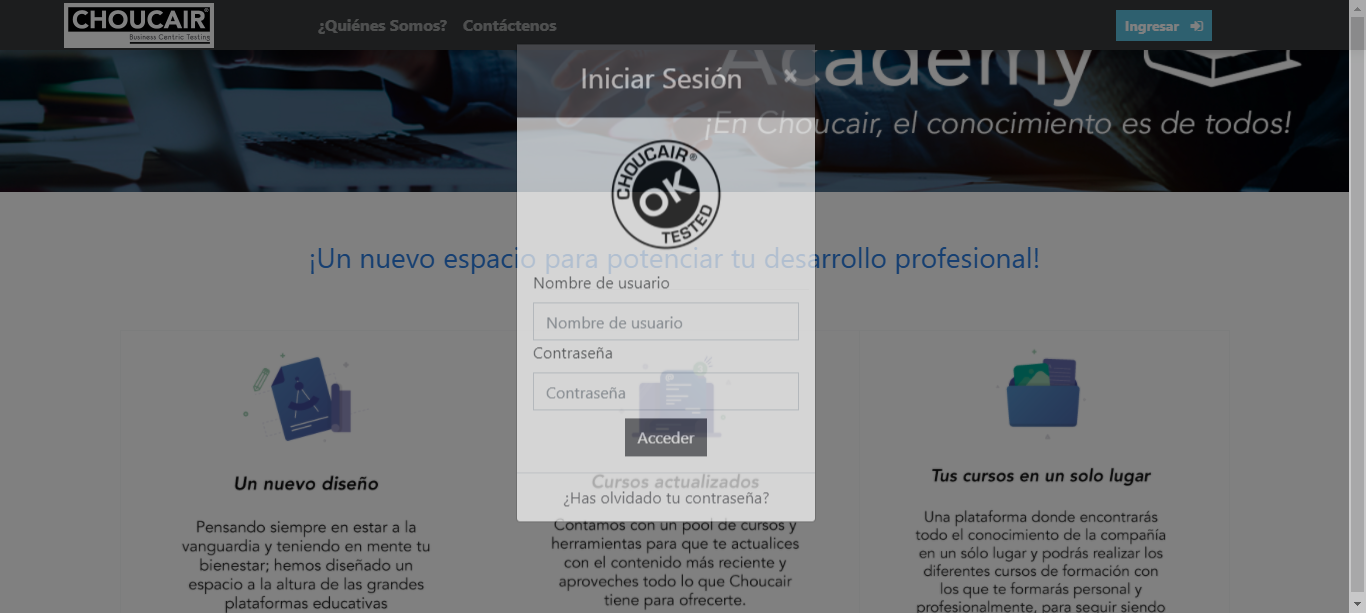 CHOUCAIR®
Business Centric Testing
¿Quiénes Somos? Contáctenos
Ingresar
Academy
¡En Choucair, el conocimiento es de todos!
Iniciar Sesión
×
CHOUCAIR®
OK
TESTED
¡Un nuevo espacio para potenciar tu desarrollo profesional!
Nombre de usuario
Nombre de usuario
Contraseña
Contraseña
Acceder
¿Has olvidado tu contraseña?
Un nuevo diseño
Pensando siempre en estar a la
vanguardia y teniendo en mente tu
bienestar; hemos diseñado un
espacio a la altura de las grandes
plataformas educativas
Cursos actualizados
Contamos con un pool de cursos y
herramientas para que te actualices
con el contenido más reciente y
aproveches todo lo que Choucair
tiene para ofrecerte.
Tus cursos en un solo lugar
Una plataforma donde encontrarás
todo el conocimiento de la compañía
en un sólo lugar y podrás realizar los
diferentes cursos de formación con
los que te formarás personal y
profesionalmente, para seguir siendo